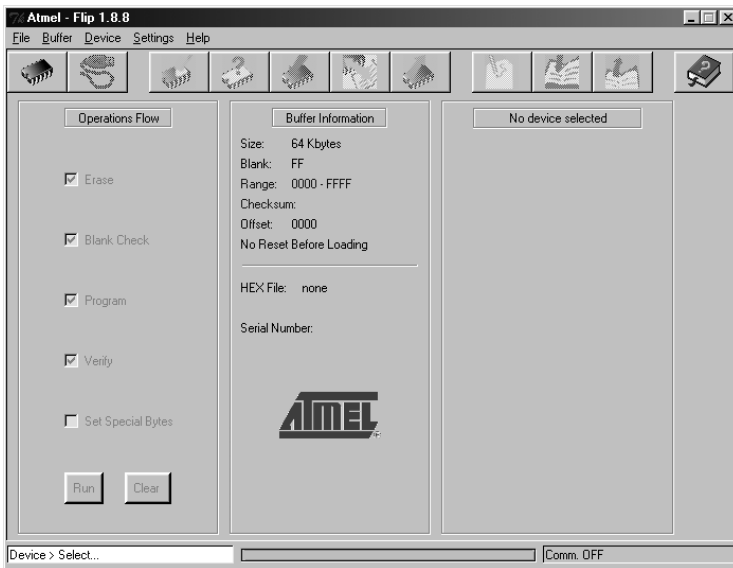 Atmel - Flip 1.8.8
File Buffer Device Settings Help
Operations Flow
Erase
Blank Check
Program
Verify
Set Special Bytes
Run Clear
Buffer Information
Size: 64 Kbytes
Blank: FF
Range: 0000 - FFFF
Checksum:
Offset: 0000
No Reset Before Loading
HEX File: none
Serial Number:
ATMEL
No device selected
Device > Select...
Comm. OFF